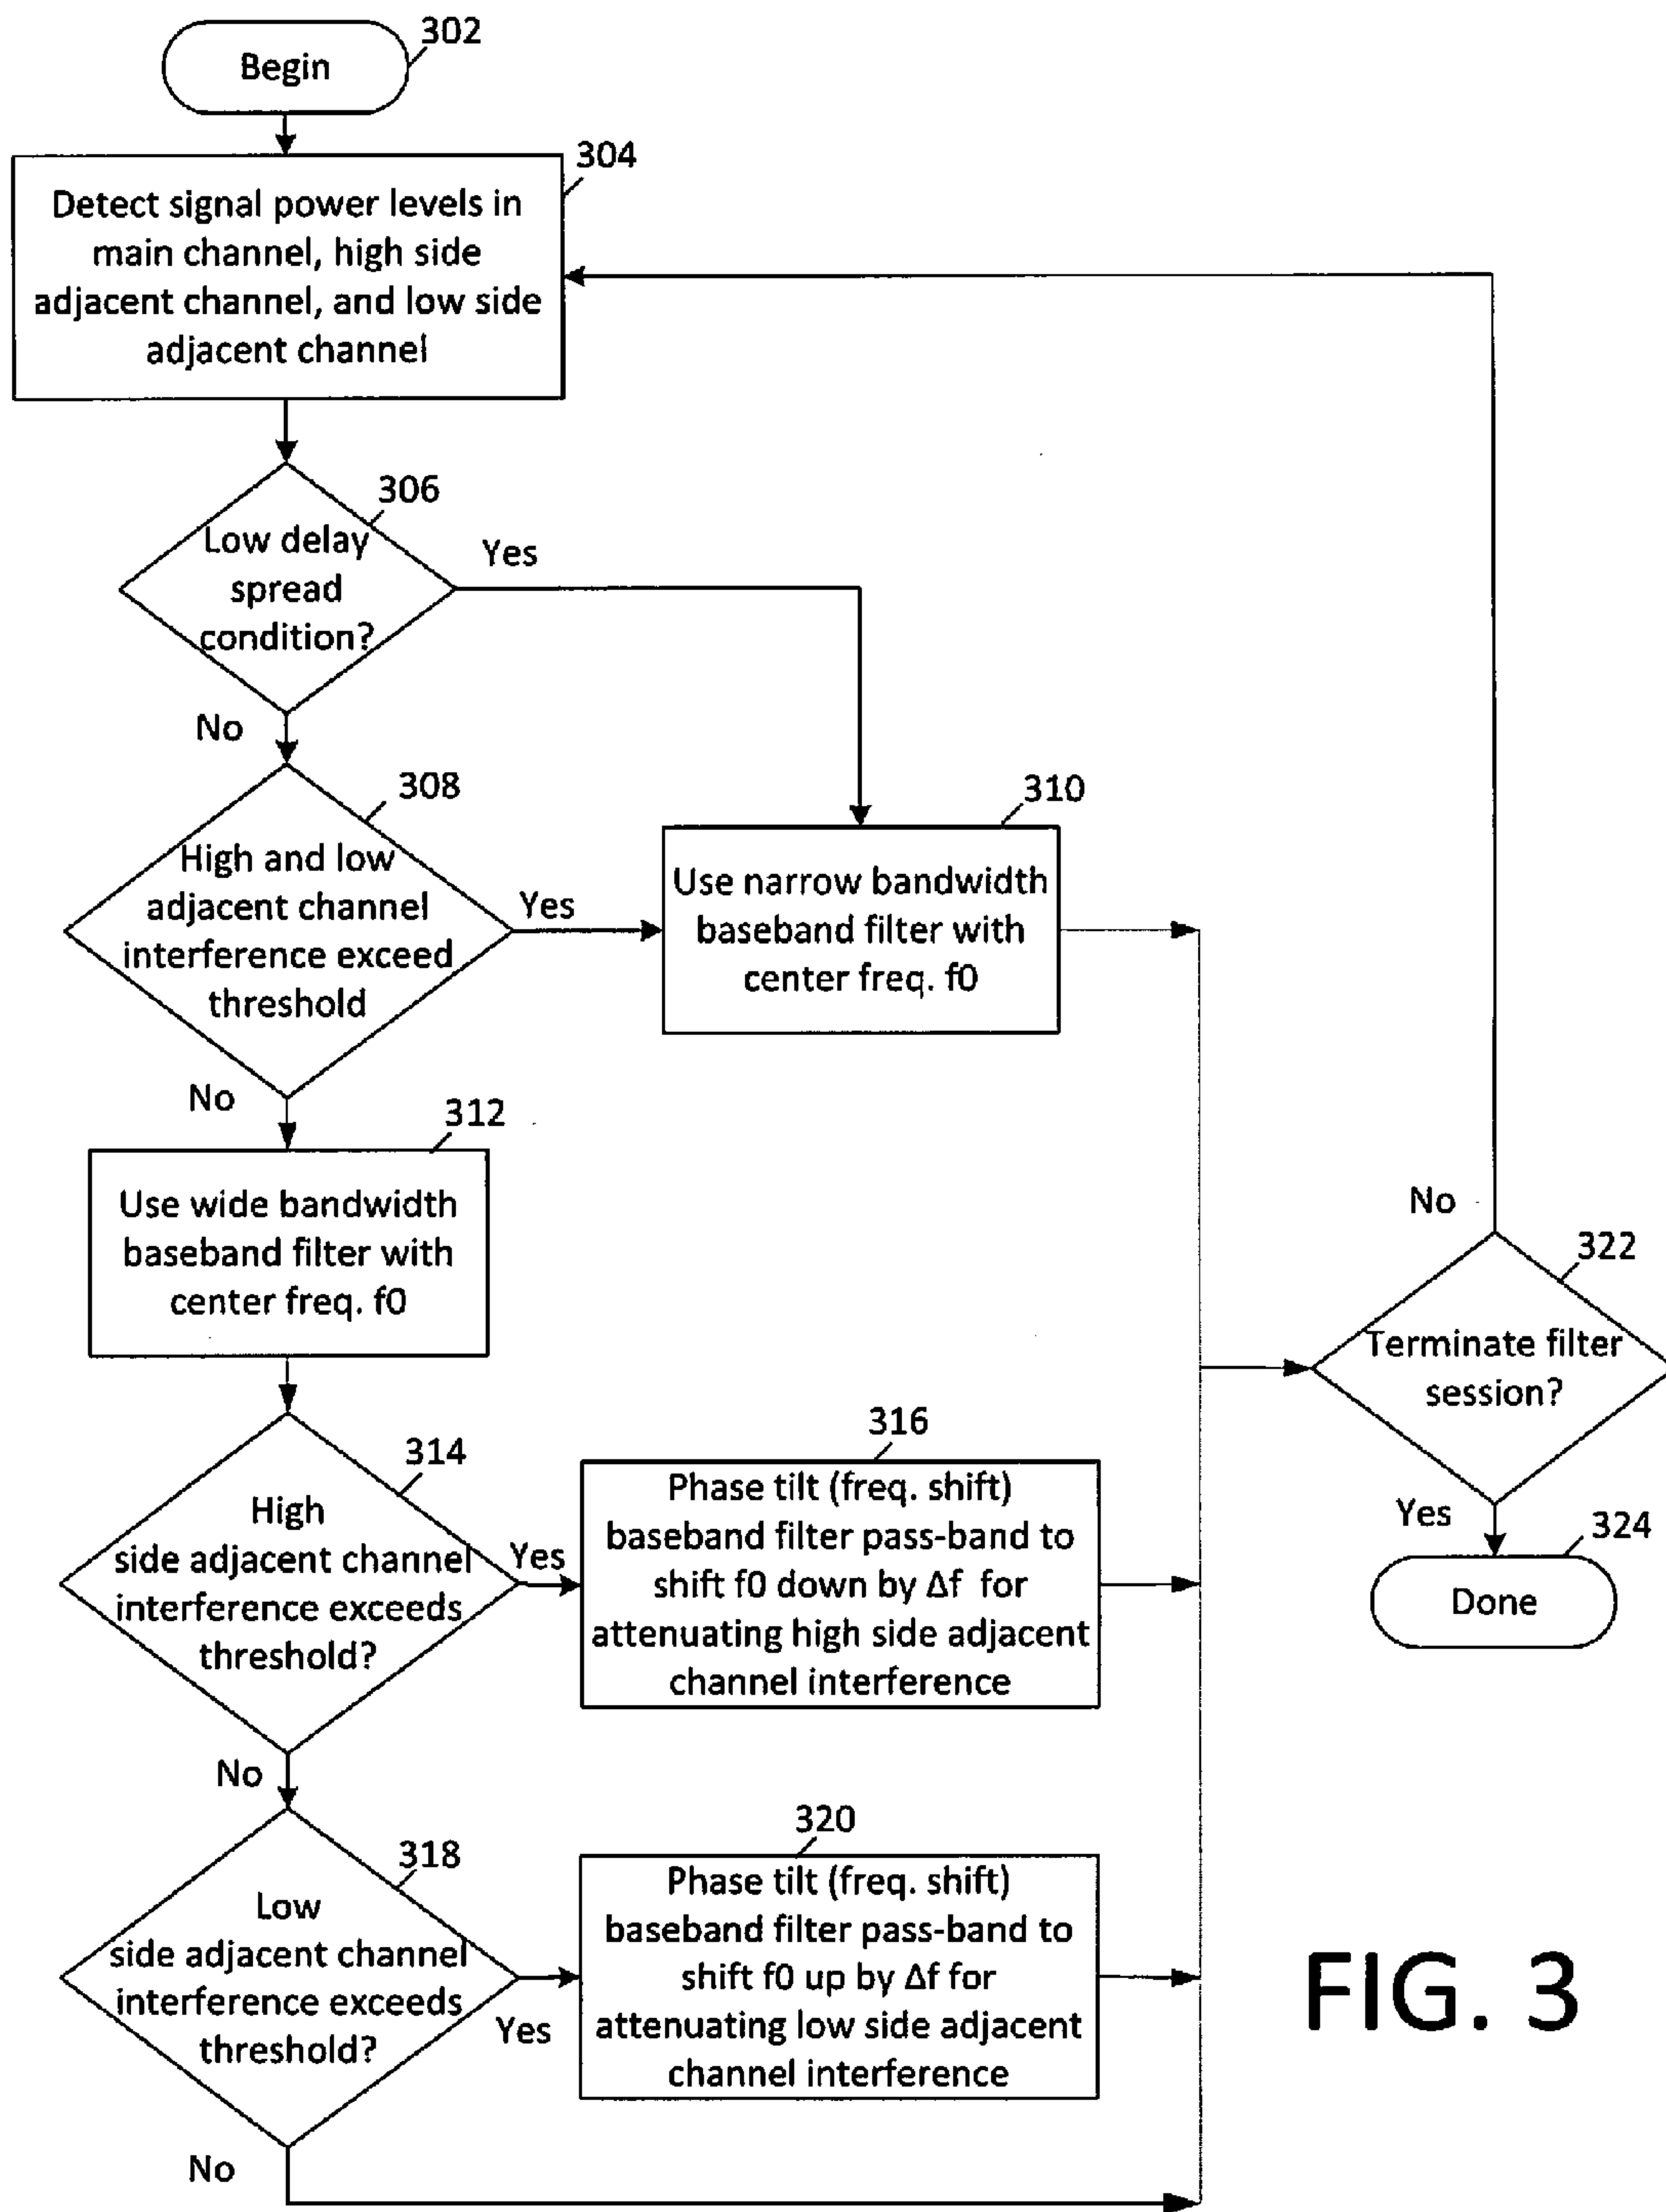 302
Begin
304
Detect signal power levels in
main channel, high side
adjacent channel, and low side
adjacent channel
306
Low delay
spread
condition?
Yes
No
308
High and low
adjacent channel
interference exceed
threshold
Yes
310
Use narrow bandwidth
baseband filter with
center freq. f0
No
312
Use wide bandwidth
baseband filter with
center freq. f0
314
High
side adjacent channel
interference exceeds
threshold?
Yes
316
Phase tilt (freq. shift)
baseband filter pass-band to
shift f0 down by Δf for
attenuating high side adjacent
channel interference
No
318
Low
side adjacent channel
interference exceeds
threshold?
Yes
320
Phase tilt (freq. shift)
baseband filter pass-band to
shift f0 up by Δf for
attenuating low side adjacent
channel interference
No
No
322
Terminate filter
session?
Yes
324
Done
FIG. 3